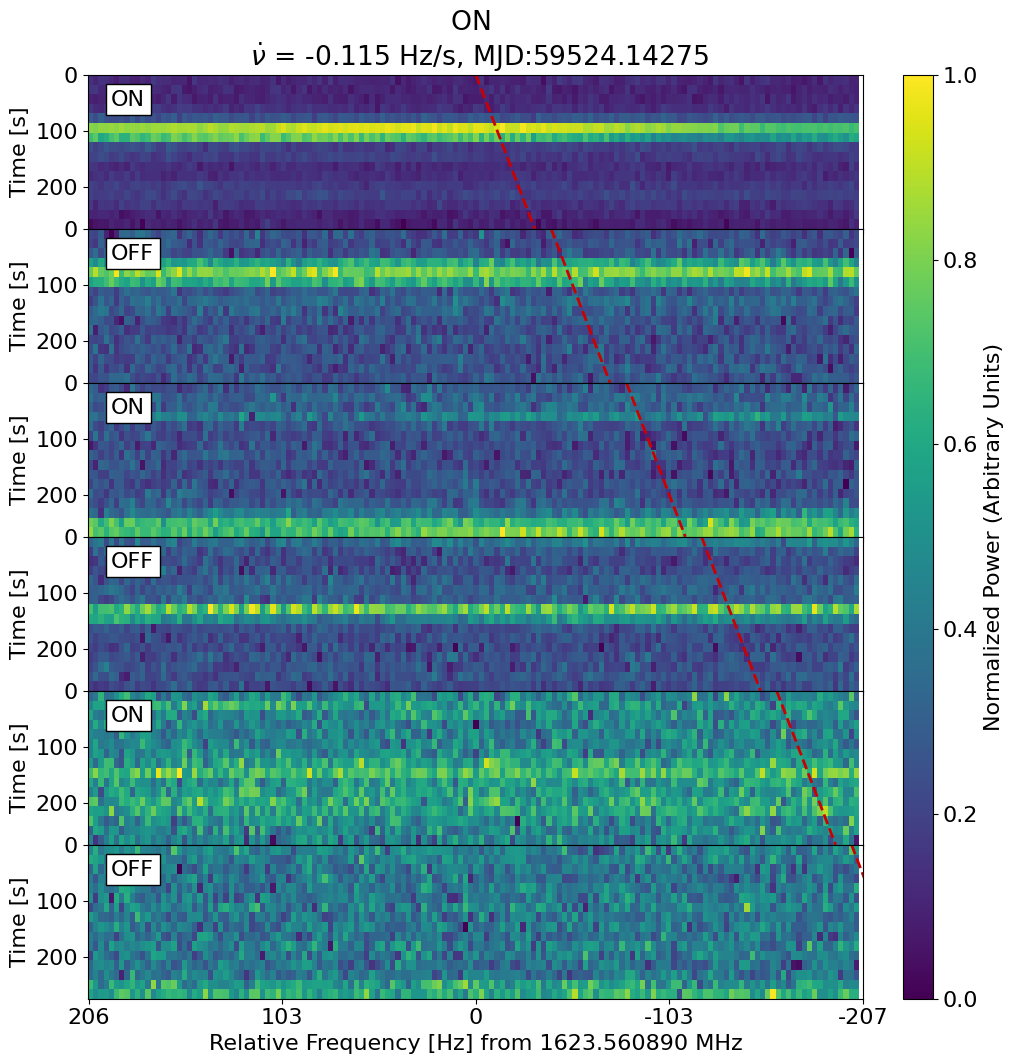 ON
ν̇ = -0.115 Hz/s, MJD:59524.14275
0
ON
100
Time [s]
200
0
OFF
100
Time [s]
200
0
ON
100
Time [s]
200
0
OFF
100
Time [s]
200
0
ON
100
Time [s]
200
0
OFF
100
Time [s]
200
206 103 0 -103 -207
Relative Frequency [Hz] from 1623.560890 MHz
1.0
0.8
0.6
0.4
0.2
0.0
Normalized Power (Arbitrary Units)